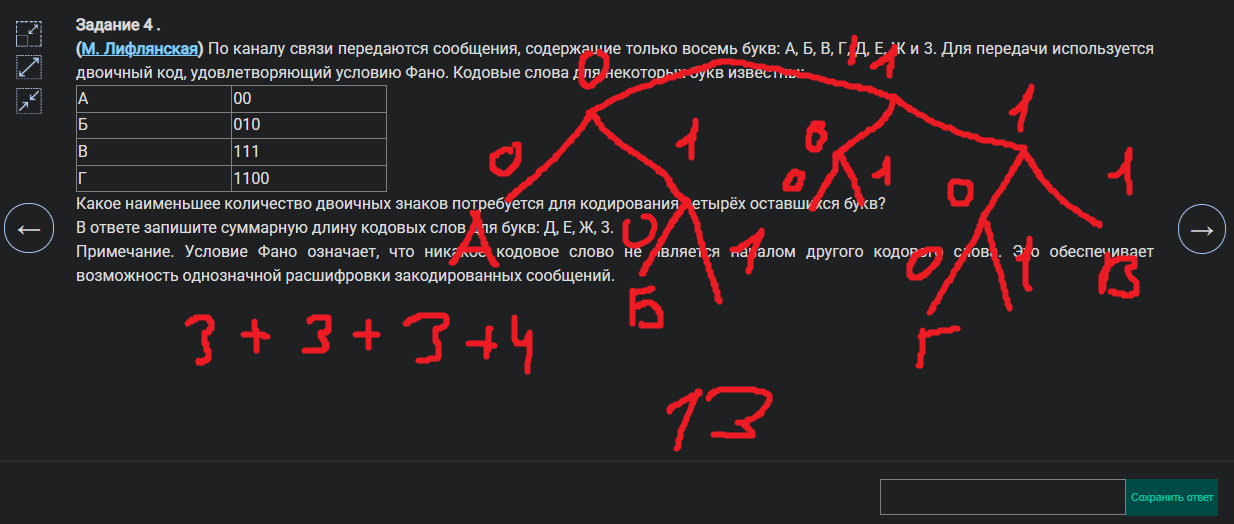 Задание 4 .
(М. Лифлянская) По каналу связи передаются сообщения, содержащие только восемь букв: А, Б, В, Г, Д, Е, Ж и З. Для передачи используется
двоичный код, удовлетворяющий условию Фано. Кодовые слова для некоторых букв известны:
А 00
Б 010
В 111
Г 1100
Какое наименьшее количество двоичных знаков потребуется для кодирования четырёх оставшихся букв?
В ответе запишите суммарную длину кодовых слов для букв: Д, Е, Ж, З.
Примечание. Условие Фано означает, что никакое кодовое слово не является началом другого кодового слова. Это обеспечивает
возможность однозначной расшифровки закодированных сообщений.
0 1
1
0 1 0 1
0 1 0
А 0 1 0 1 В
Б Г
3 + 3 + 3 + 4
13
← →
Сохранить ответ